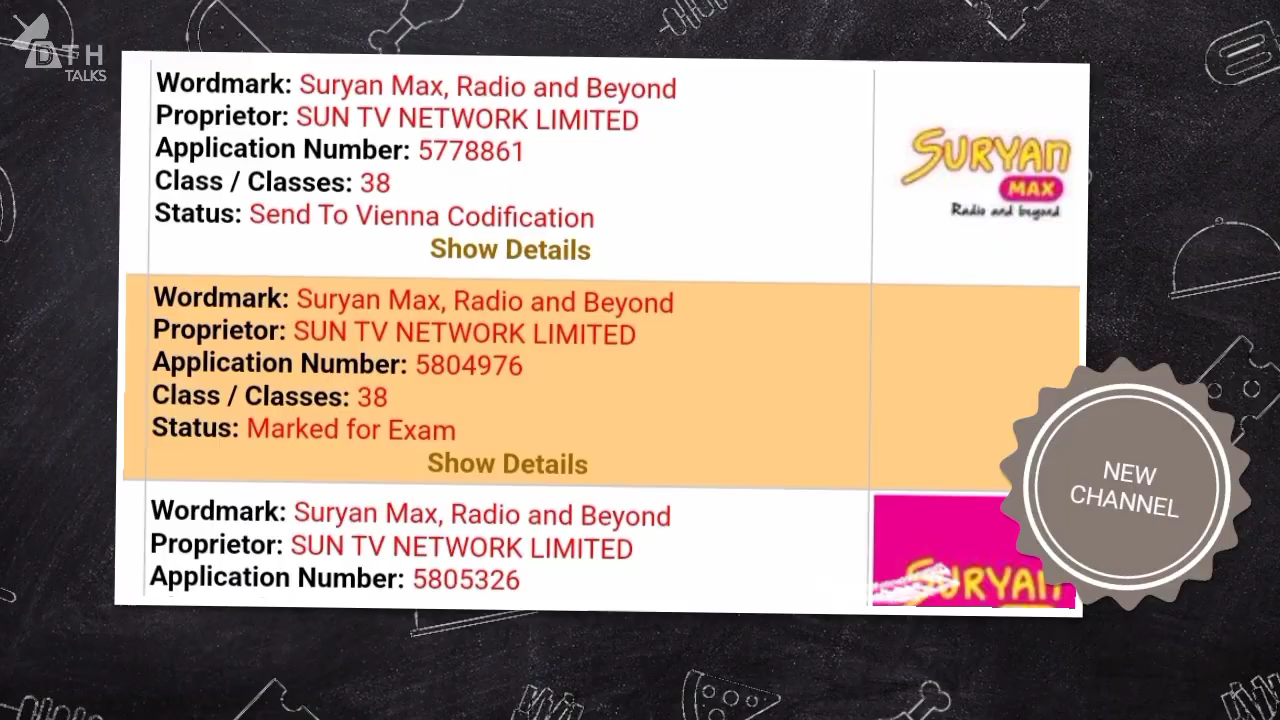 DTH
TALKS
Wordmark: Suryan Max, Radio and Beyond
Proprietor: SUN TV NETWORK LIMITED
Application Number: 5778861
Class / Classes: 38
Status: Send To Vienna Codification
Show Details
SURYAN
MAX
Radio and beyond
Wordmark: Suryan Max, Radio and Beyond
Proprietor: SUN TV NETWORK LIMITED
Application Number: 5804976
Class / Classes: 38
Status: Marked for Exam
Show Details
Wordmark: Suryan Max, Radio and Beyond
Proprietor: SUN TV NETWORK LIMITED
Application Number: 5805326
SURYAN
NEW
CHANNEL